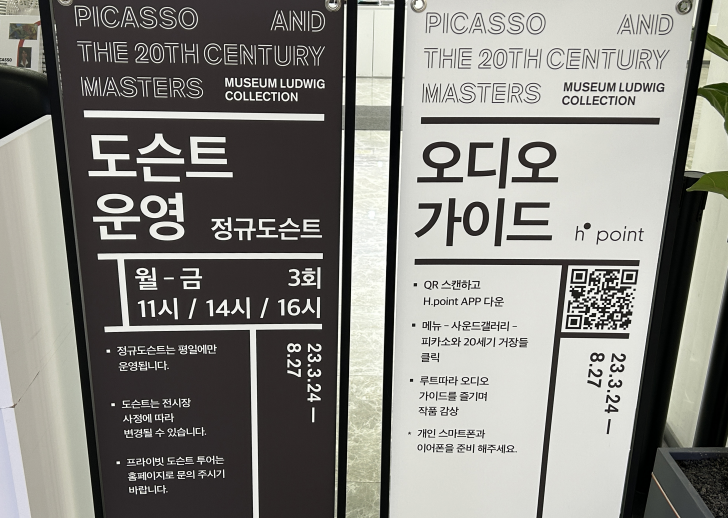 PICASSO AND
THE 20TH CENTURY
MASTERS
MUSEUM LUDWIG
COLLECTION
도슨트
운영 정규도슨트
월 – 금 3회
11시 / 14시 / 16시
▪ 정규도슨트는 평일에만
운영됩니다.
▪ 도슨트는 전시장
사정에 따라
변경될 수 있습니다.
▪ 프라이빗 도슨트 투어는
홈페이지로 문의 주시기
바랍니다.
23.3.24 —
8.27
PICASSO AND
THE 20TH CENTURY
MASTERS
MUSEUM LUDWIG
COLLECTION
오디오
가이드 h·point
▪ QR 스캔하고
H.point APP 다운
▪ 메뉴 – 사운드갤러리 –
피카소와 20세기 거장들
클릭
▪ 루트따라 오디오
가이드를 즐기며
작품 감상
* 개인 스마트폰과
이어폰을 준비 해주세요.
23.3.24 —
8.27